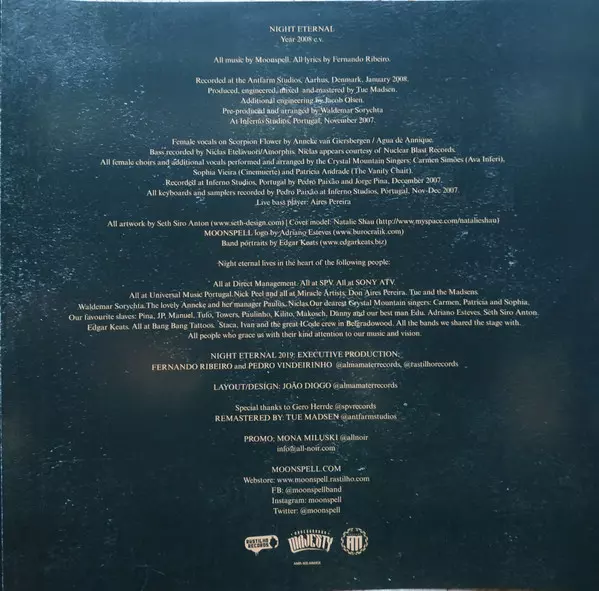 NIGHT ETERNAL
Year 2008 e.v.
All music by Moonspell. All lyrics by Fernando Ribeiro.
Recorded at the Antfarm Studios, Aarhus, Denmark, January 2008.
Produced, engineered, mixed and mastered by Tue Madsen.
Additional engineering by Jacob Olsen.
Pre-produced and arranged by Waldemar Sorychta
At Inferno Studios, Portugal, November 2007.
Female vocals on Scorpion Flower by Anneke van Giersbergen / Agua de Annique.
Bass recorded by Niclas Etelävuori/Amorphis. Niclas appears courtesy of Nuclear Blast Records.
All female choirs and additional vocals performed and arranged by the Crystal Mountain Singers: Carmen Simões (Ava Inferi),
Sophia Vieira (Cinemuerte) and Patrícia Andrade (The Vanity Chair).
Recorded at Inferno Studios, Portugal by Pedro Paixão and Jorge Pina, December 2007.
All keyboards and samplers recorded by Pedro Paixão at Inferno Studios, Portugal, Nov-Dec 2007.
Live bass player: Aires Pereira
All artwork by Seth Siro Anton (www.seth-design.com) | Cover model: Natalie Shau (http://www.myspace.com/natalieshau)
MOONSPELL logo by Adriano Esteves (www.burocratik.com)
Band portraits by Edgar Keats (www.edgarkeats.biz)
Night eternal lives in the heart of the following people:
All at Direct Management. All at SPV. All at SONY ATV.
All at Universal Music Portugal. Nick Peel and all at Miracle Artists. Don Aires Pereira. Tue and the Madsens.
Waldemar Sorychta. The lovely Anneke and her manager Paulus. Niclas. Our dearest Crystal Mountain singers: Carmen, Patrícia and Sophia.
Our favourite slaves: Pina, JP, Manuel, Tufo, Towers, Paulinho, Kilito, Makosch, Danny and our best man Edu. Adriano Esteves. Seth Siro Anton.
Edgar Keats. All at Bang Bang Tattoos. Staca, Ivan and the great ICode crew in Belgradowood. All the bands we shared the stage with.
All people who grace us with their kind attention to our music and vision.
NIGHT ETERNAL 2019: EXECUTIVE PRODUCTION:
FERNANDO RIBEIRO and PEDRO VINDEIRINHO @almamaterrecords, @rastilhorecords
LAYOUT/DESIGN: JOÃO DIOGO @almamaterrecords
Special thanks to Gero Herrde @spvrecords
REMASTERED BY: TUE MADSEN @antfarmstudios
PROMO: MONA MILUSKI @allnoir
info@all-noir.com
MOONSPELL.COM
Webstore: www.moonspell.rastilho.com
FB: @moonspellband
Instagram: moonspell
Twitter: @moonspell
RASTILHO RECORDS
MAJESTY